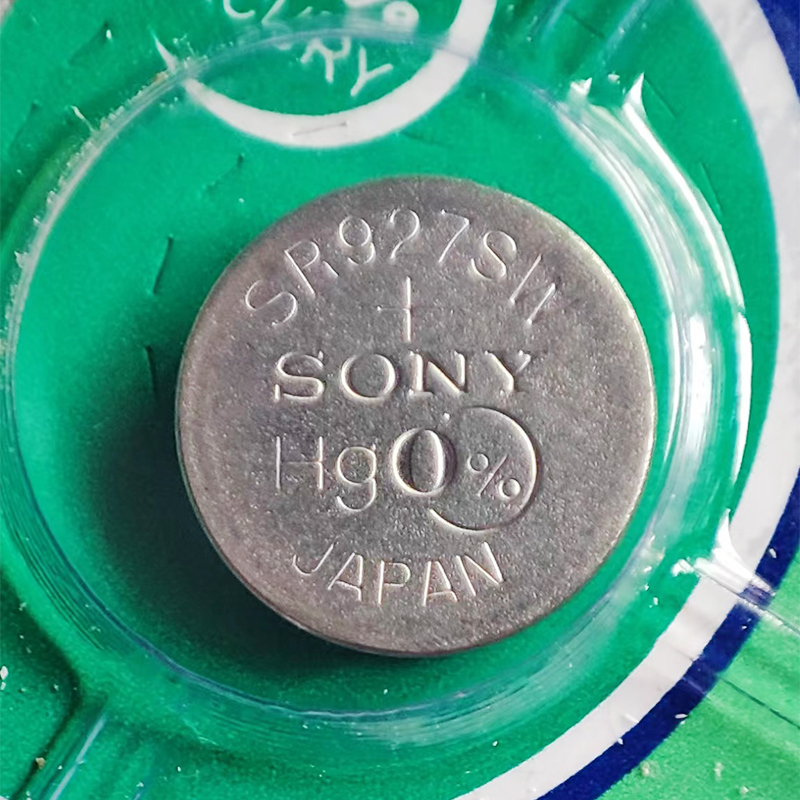 SR927SW
+
SONY
Hg0%
JAPAN